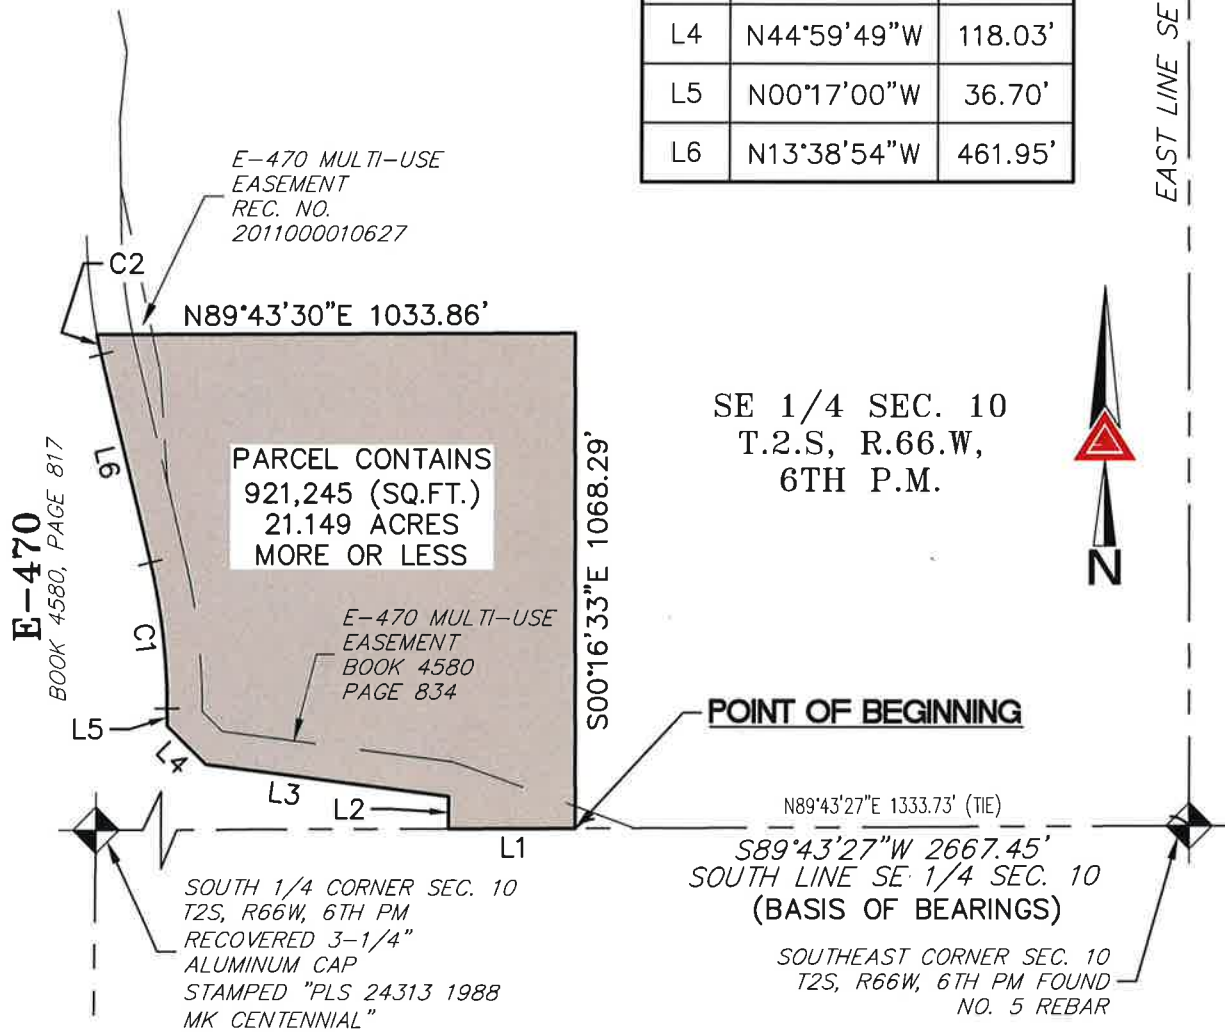 L4 N44°59'49"W 118.03'
L5 N00°17'00"W 36.70'
L6 N13°38'54"W 461.95'
EAST LINE SE
E-470 MULTI-USE
EASEMENT
REC. NO.
2011000010627
C2
N89°43'30"E 1033.86'
SE 1/4 SEC. 10
T.2.S, R.66.W,
6TH P.M.
N
E-470
BOOK 4580, PAGE 817
L6
PARCEL CONTAINS
921,245 (SQ.FT.)
21.149 ACRES
MORE OR LESS
S00°16'33"E 1068.29'
C1
E-470 MULTI-USE
EASEMENT
BOOK 4580
PAGE 834
L5
L4
L3
L2
L1
POINT OF BEGINNING
N89°43'27"E 1333.73' (TIE)
S89°43'27"W 2667.45'
SOUTH LINE SE 1/4 SEC. 10
(BASIS OF BEARINGS)
SOUTH 1/4 CORNER SEC. 10
T2S, R66W, 6TH PM
RECOVERED 3-1/4"
ALUMINUM CAP
STAMPED "PLS 24313 1988
MK CENTENNIAL"
SOUTHEAST CORNER SEC. 10
T2S, R66W, 6TH PM FOUND
NO. 5 REBAR